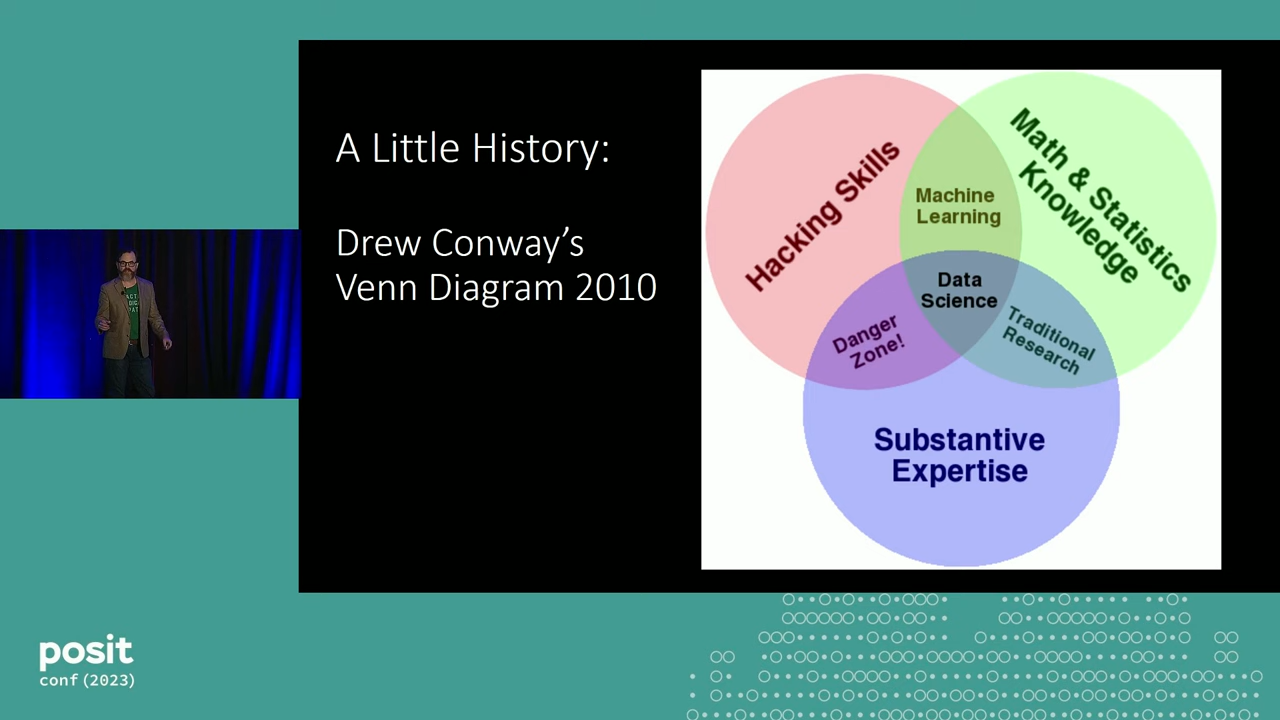 A Little History:
Drew Conway’s
Venn Diagram 2010
Hacking Skills
Math & Statistics
Knowledge
Machine
Learning
Data
Science
Danger
Zone!
Traditional
Research
Substantive
Expertise
posit
conf(2023)